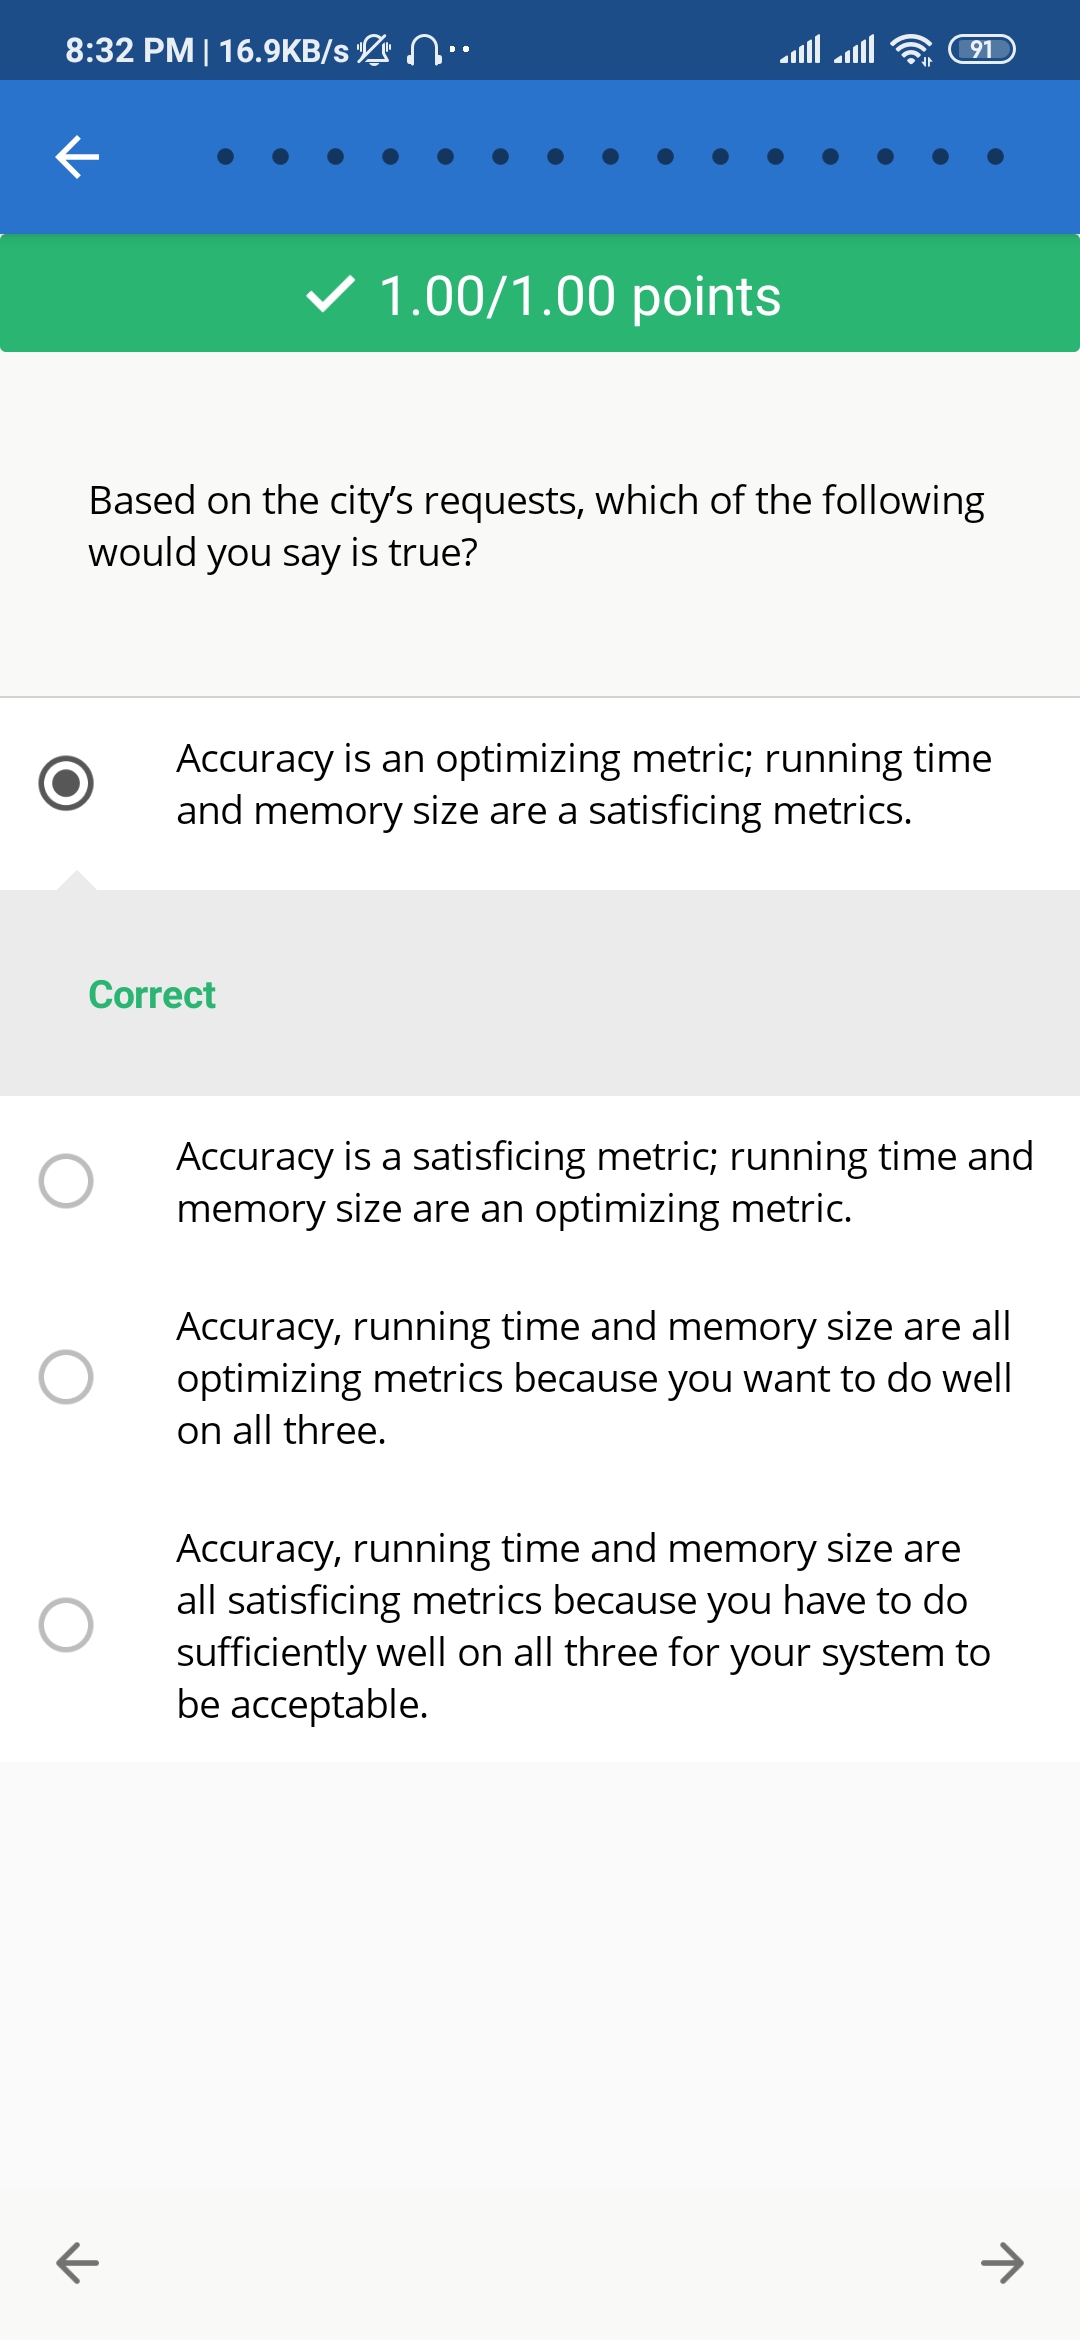 8:32 PM | 16.9KB/s
91
1.00/1.00 points
Based on the city's requests, which of the following
would you say is true?
Accuracy is an optimizing metric; running time
and memory size are a satisficing metrics.
Correct
Accuracy is a satisficing metric; running time and
memory size are an optimizing metric.
Accuracy, running time and memory size are all
optimizing metrics because you want to do well
on all three.
Accuracy, running time and memory size are
all satisficing metrics because you have to do
sufficiently well on all three for your system to
be acceptable.